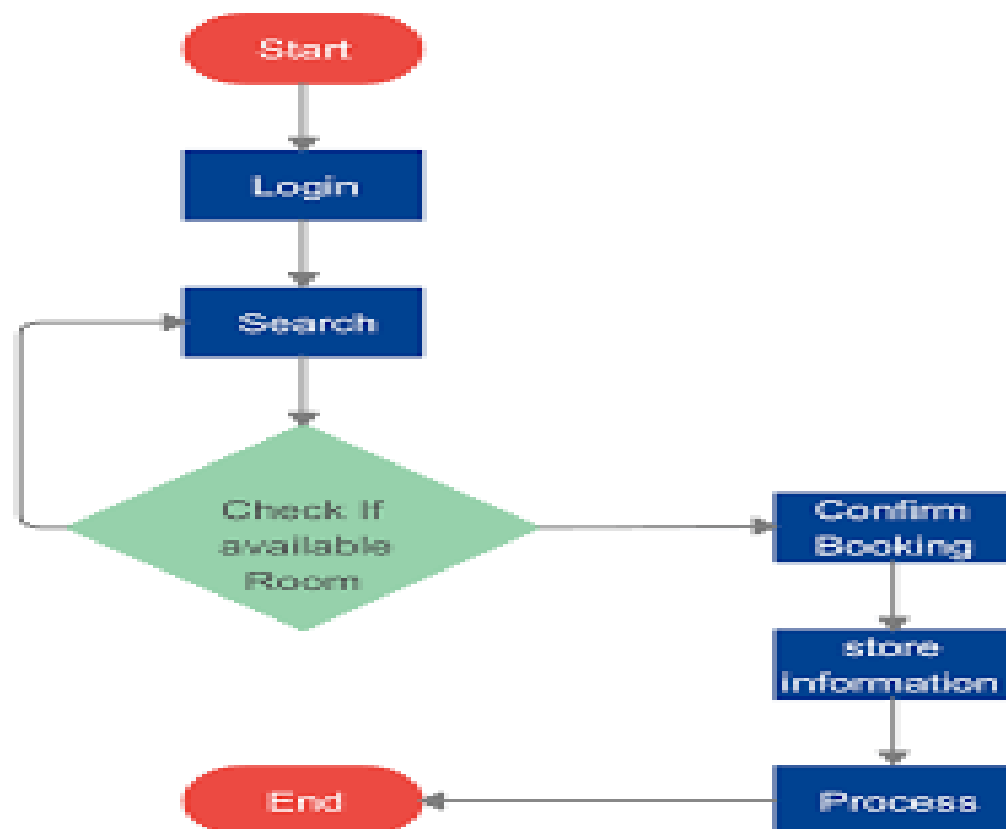 Start
Login
Search
Check If
available
Room
Confirm
Booking
store
information
Process
End